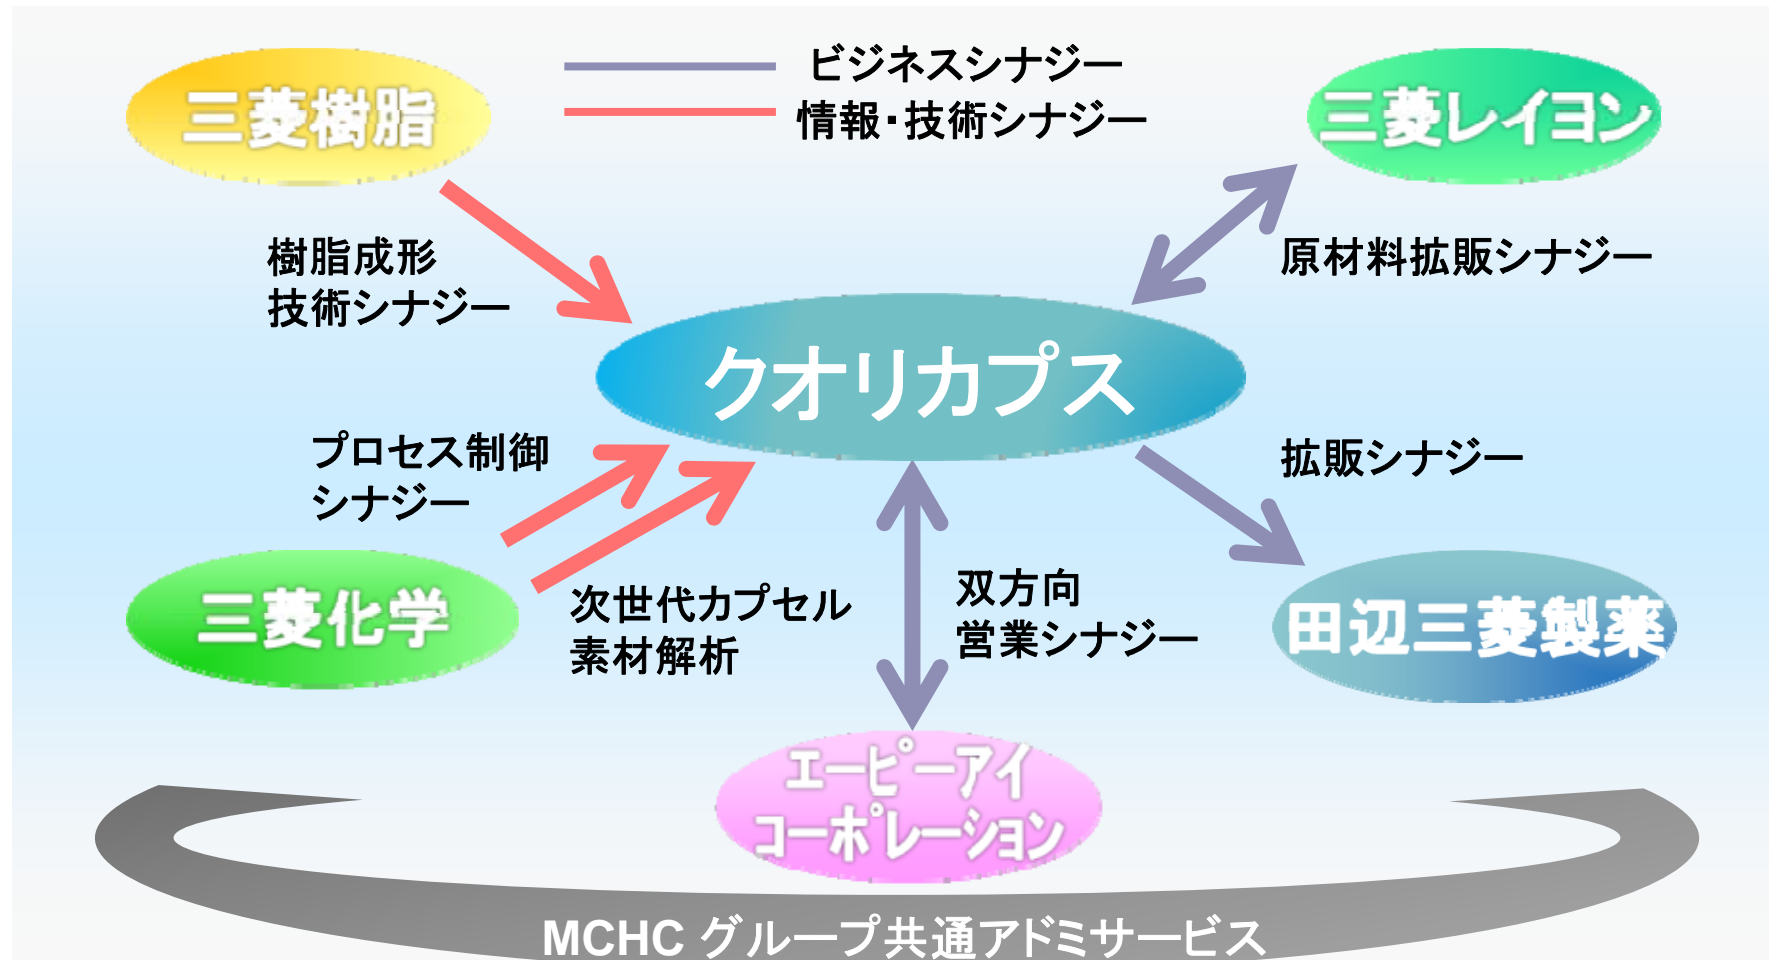 三菱樹脂
ビジネスシナジー
情報・技術シナジー
三菱レイヨン
樹脂成形
技術シナジー
原材料拡販シナジー
クオリカプス
プロセス制御
シナジー
拡販シナジー
三菱化学
次世代カプセル
素材解析
双方向
営業シナジー
田辺三菱製薬
エーピーアイ
コーポレーション
MCHC グループ共通アドミサービス